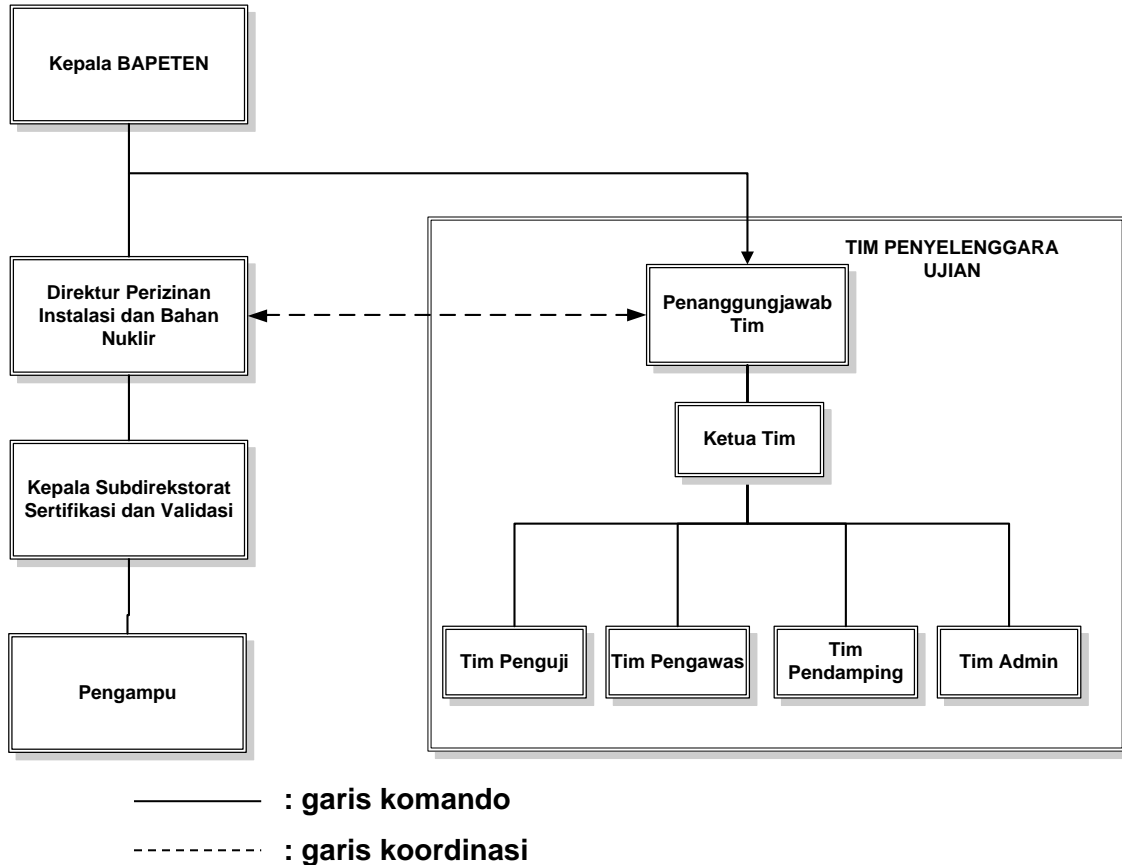 Kepala BAPETEN
TIM PENYELENGGARA
UJIAN
Direktur Perizinan
Instalasi dan Bahan
Nuklir
Penanggungjawab
Tim
Ketua Tim
Kepala Subdirekstorat
Sertifikasi dan Validasi
Pengampu
Tim Penguji
Tim Pengawas
Tim
Pendamping
Tim Admin
: garis komando
: garis koordinasi